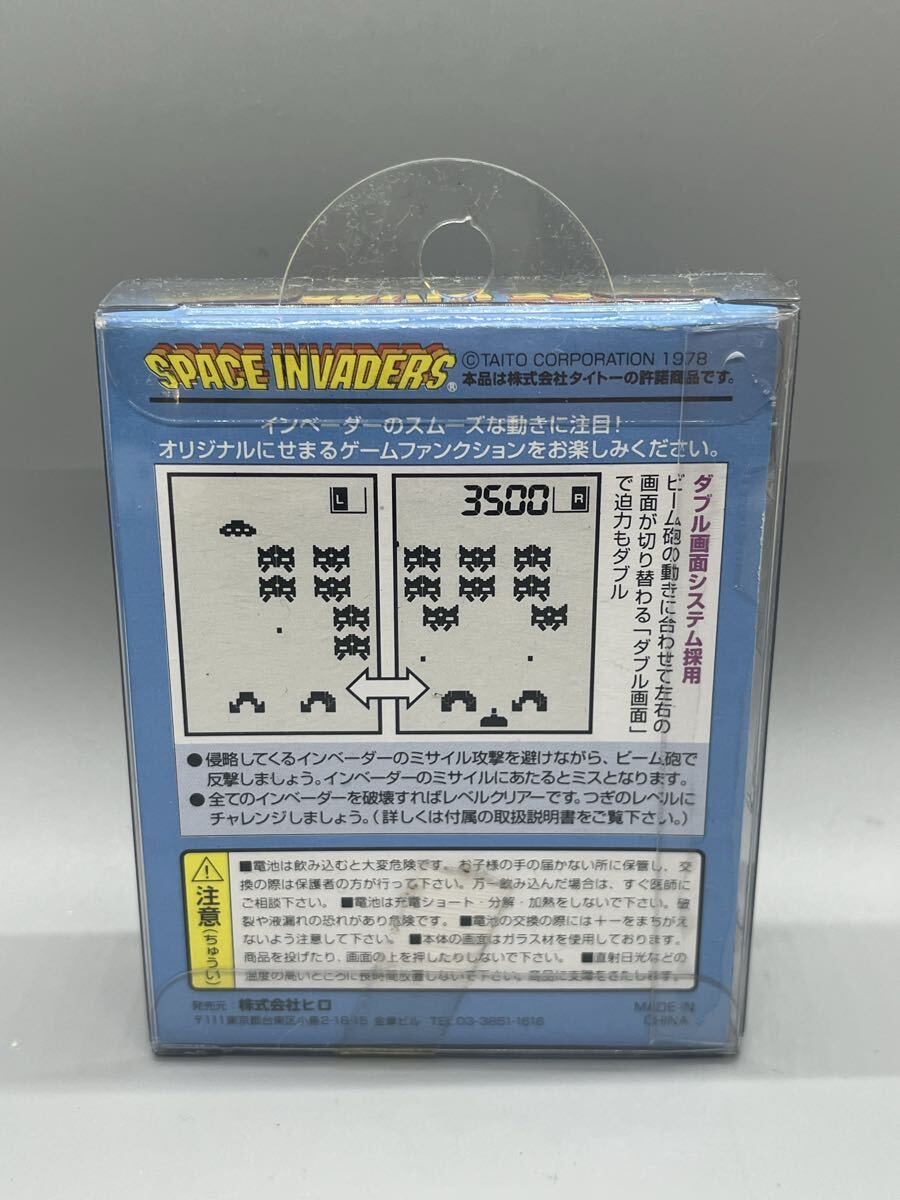 SPACE INVADERS®
©TAITO CORPORATION 1978
本品は株式会社タイトーの許諾商品です。
インベーダーのスムーズな動きに注目！
オリジナルにせまるゲームファンクションをお楽しみください。
L
3500
R
ダブル画面システム採用
ビーム砲の動きに合わせて左右の
画面が切り替わる「ダブル画面」
で迫力もダブル
●侵略してくるインベーダーのミサイル攻撃を避けながら、ビーム砲で
反撃しましょう。インベーダーのミサイルにあたるとミスとなります。
●全てのインベーダーを破壊すればレベルクリアーです。つぎのレベルに
チャレンジしましょう。（詳しくは付属の取扱説明書をご覧下さい。）
注意（ちゅうい）
■電池は飲み込むと大変危険です。お子様の手の届かない所に保管し、交
換の際は保護者の方が行って下さい。万一飲み込んだ場合は、すぐ医師に
ご相談下さい。■電池は充電ショート・分解・加熱をしないで下さい。破
裂や液漏れの恐れがあり危険です。■電池の交換の際には＋－をまちがえ
ないよう注意して下さい。■本体の画面はガラス材を使用しております。
商品を投げたり、画面の上を押したりしないで下さい。■直射日光などの
温度の高いところに長時間放置しないで下さい。商品に支障をきたします。
発売元：株式会社ヒロ
〒111東京都台東区小島2-18-15 金章ビル・TEL 03-3851-1616
MADE IN
CHINA